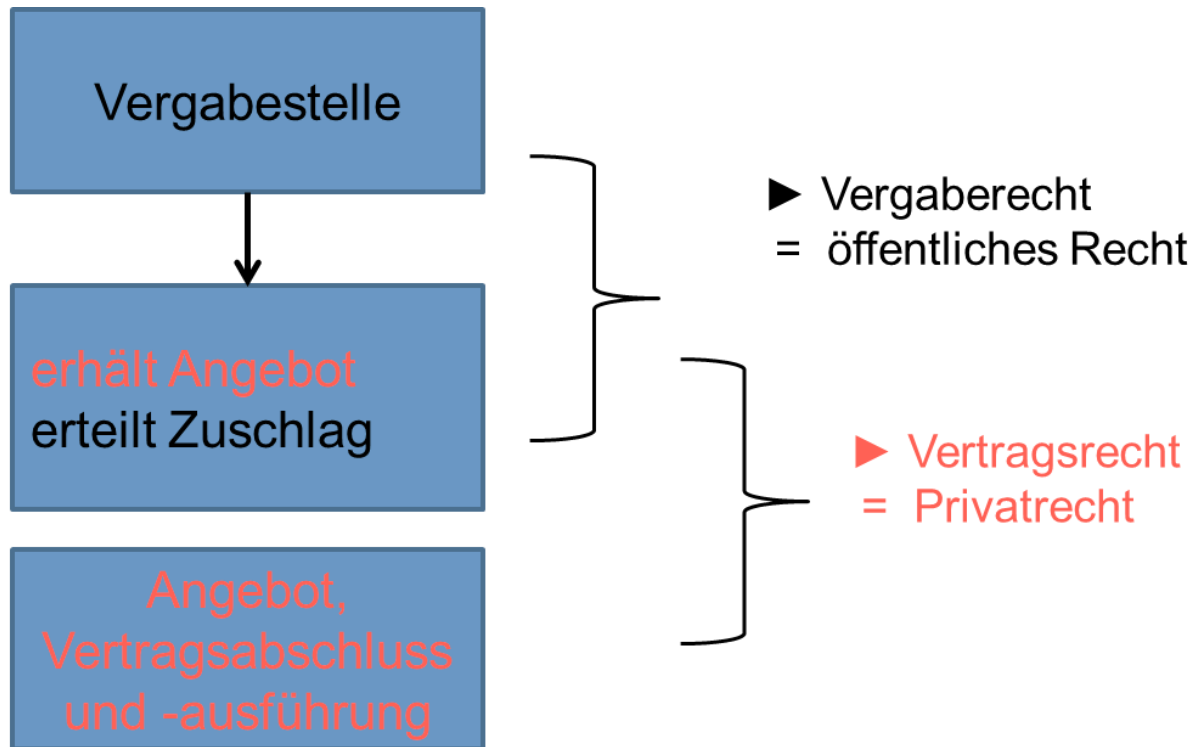 Vergabestelle
► Vergaberecht
= öffentliches Recht
erhält Angebot
erteilt Zuschlag
► Vertragsrecht
= Privatrecht
Angebot,
Vertragsabschluss
und -ausführung